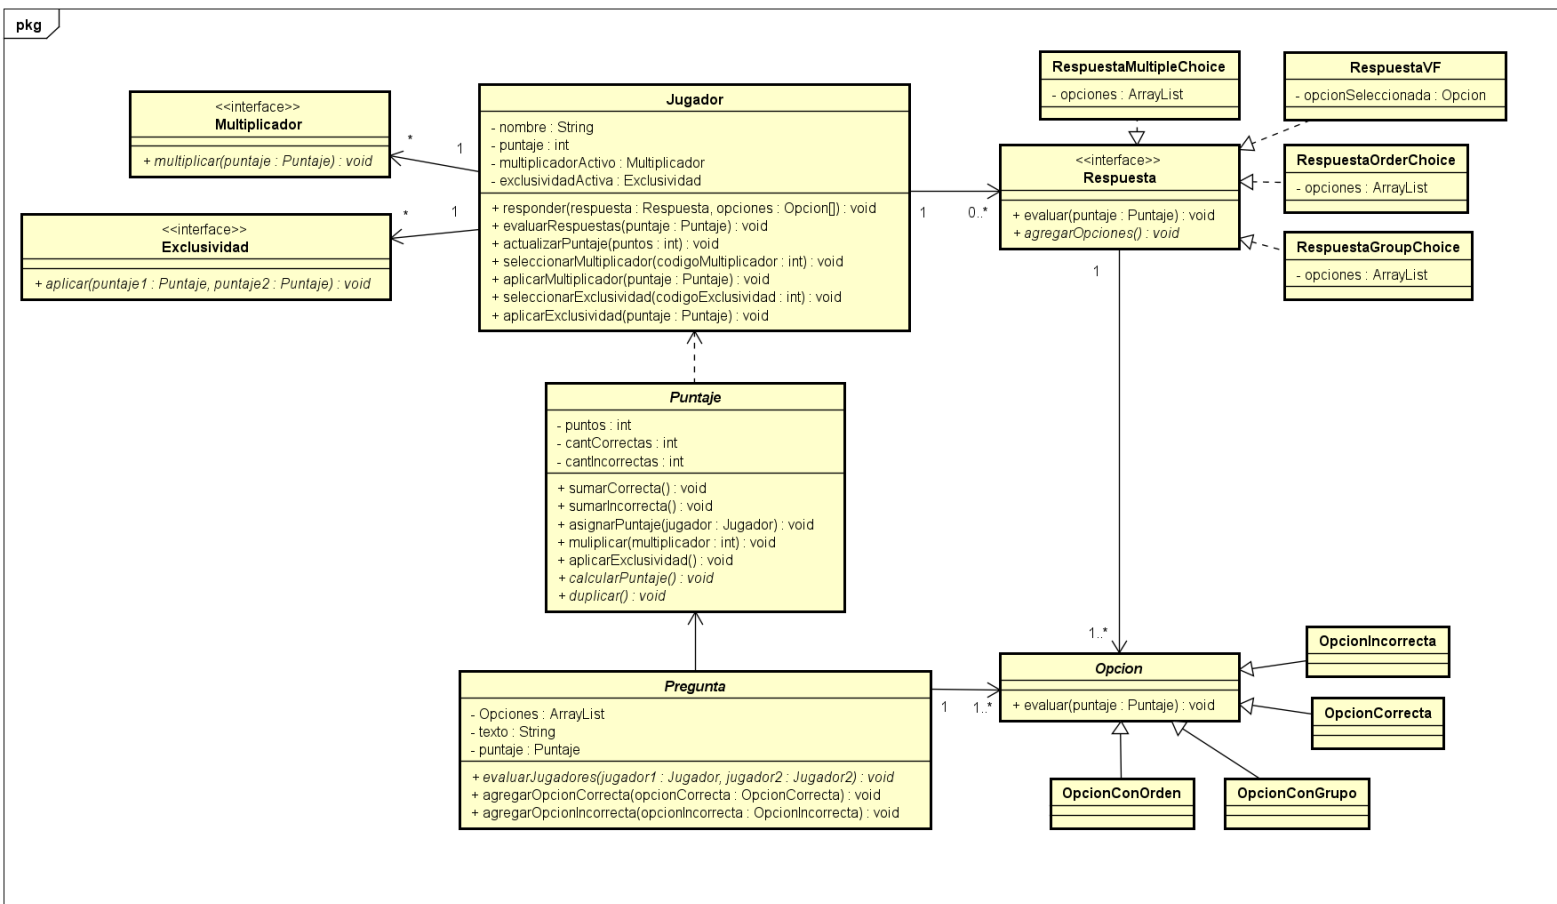 pkg
<<interface>>
Multiplicador
+ multiplicar(puntaje : Puntaje) : void
*
1
<<interface>>
Exclusividad
+ aplicar(puntaje1 : Puntaje, puntaje2 : Puntaje) : void
*
1
Jugador
- nombre : String
- puntaje : int
- multiplicadorActivo : Multiplicador
- exclusividadActiva : Exclusividad
+ responder(respuesta : Respuesta, opciones : Opcion[]) : void
+ evaluarRespuestas(puntaje : Puntaje) : void
+ actualizarPuntaje(puntos : int) : void
+ seleccionarMultiplicador(codigoMultiplicador : int) : void
+ aplicarMultiplicador(puntaje : Puntaje) : void
+ seleccionarExclusividad(codigoExclusividad : int) : void
+ aplicarExclusividad(puntaje : Puntaje) : void
1
0..*
RespuestaMultipleChoice
- opciones : ArrayList
RespuestaVF
- opcionSeleccionada : Opcion
<<interface>>
Respuesta
+ evaluar(puntaje : Puntaje) : void
+ agregarOpciones() : void
RespuestaOrderChoice
- opciones : ArrayList
RespuestaGroupChoice
- opciones : ArrayList
1
1..*
Puntaje
- puntos : int
- cantCorrectas : int
- cantIncorrectas : int
+ sumarCorrecta() : void
+ sumarIncorrecta() : void
+ asignarPuntaje(jugador : Jugador) : void
+ muliplicar(multiplicador : int) : void
+ aplicarExclusividad() : void
+ calcularPuntaje() : void
+ duplicar() : void
Pregunta
- Opciones : ArrayList
- texto : String
- puntaje : Puntaje
+ evaluarJugadores(jugador1 : Jugador, jugador2 : Jugador2) : void
+ agregarOpcionCorrecta(opcionCorrecta : OpcionCorrecta) : void
+ agregarOpcionIncorrecta(opcionIncorrecta : OpcionIncorrecta) : void
1
1..*
Opcion
+ evaluar(puntaje : Puntaje) : void
OpcionIncorrecta
OpcionCorrecta
OpcionConOrden
OpcionConGrupo